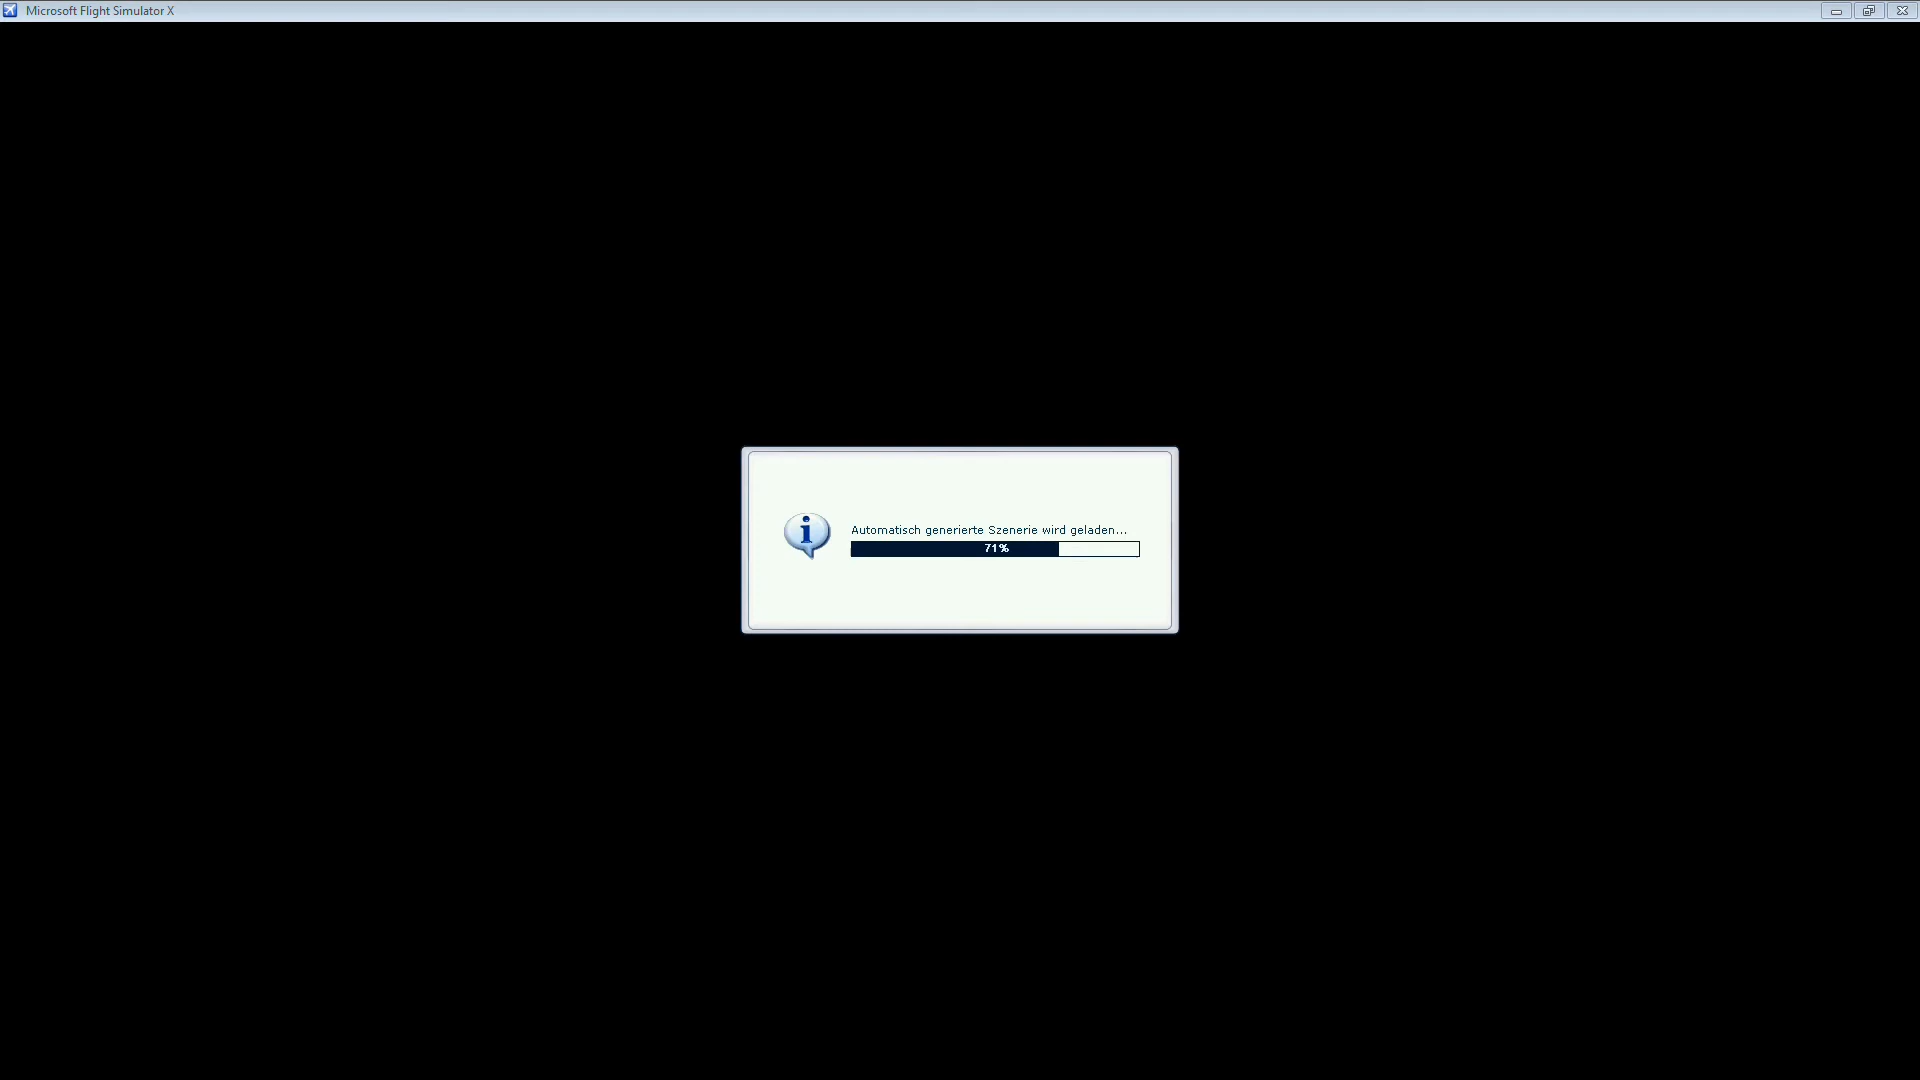 Microsoft Flight Simulator X
Automatisch generierte Szenerie wird geladen...
71%